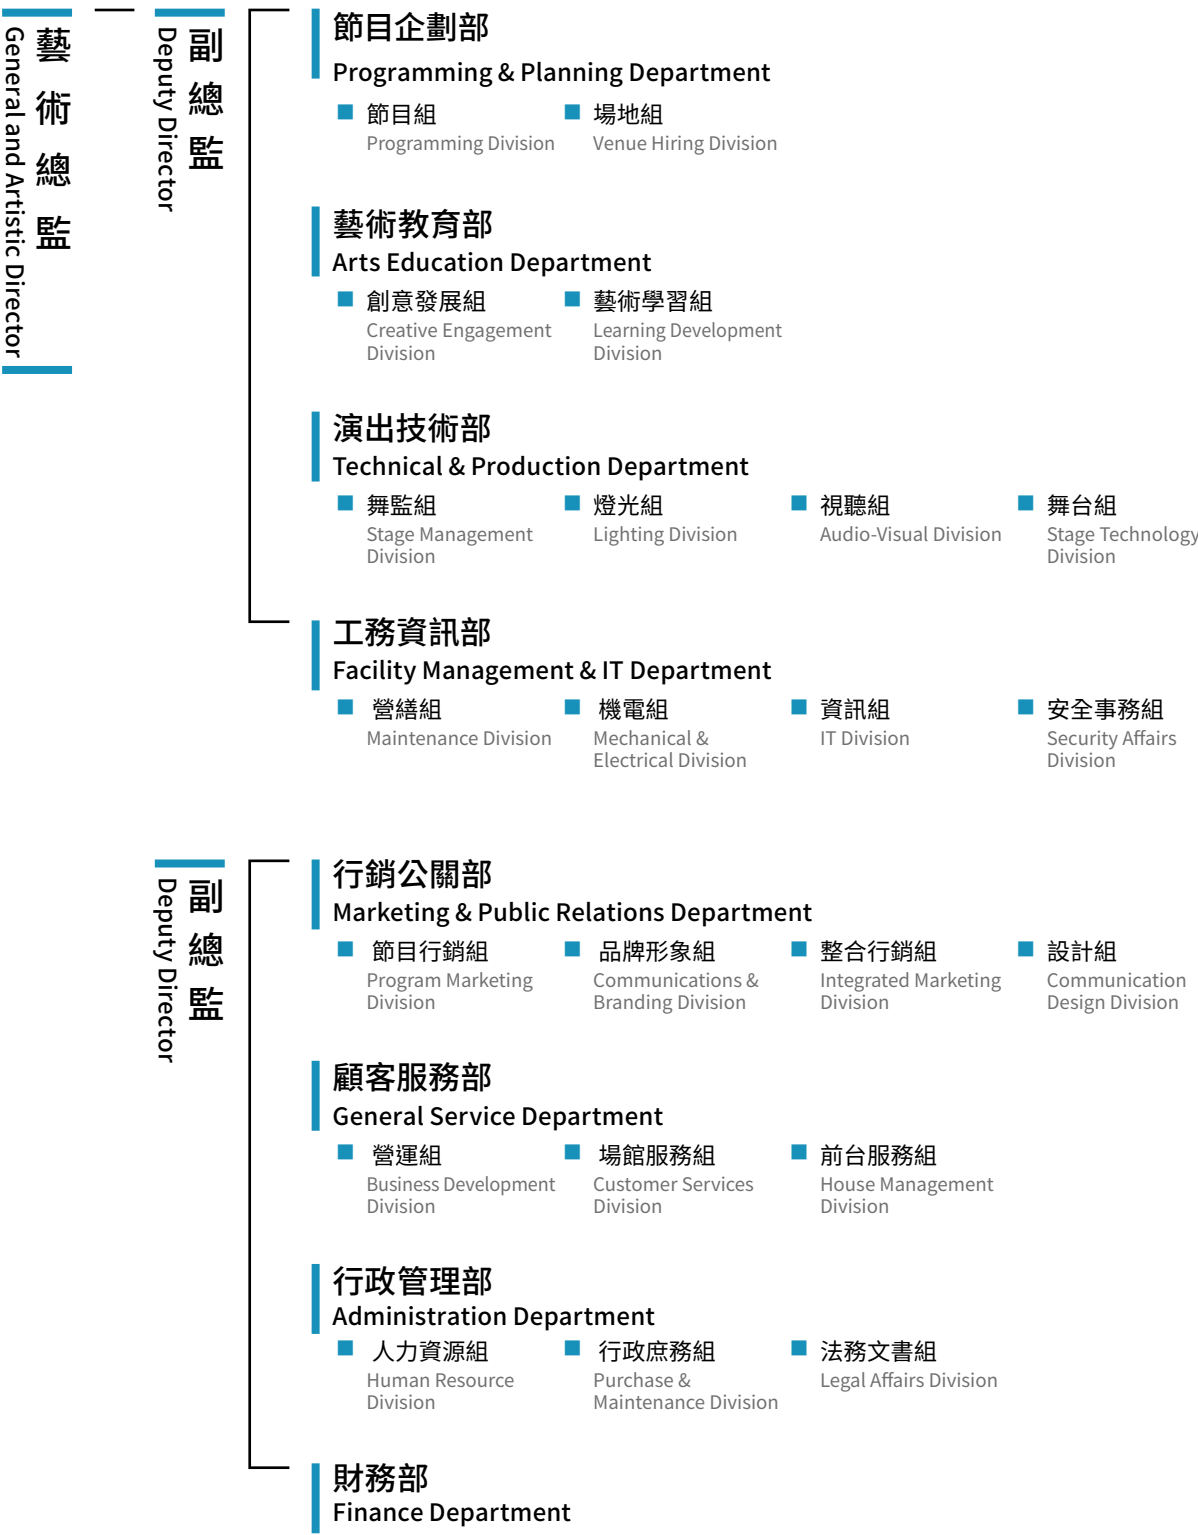 藝術總監
General and Artistic Director
副總監
Deputy Director
節目企劃部
Programming & Planning Department
節目組
Programming Division
場地組
Venue Hiring Division
藝術教育部
Arts Education Department
創意發展組
Creative Engagement
Division
藝術學習組
Learning Development
Division
演出技術部
Technical & Production Department
舞監組
Stage Management
Division
燈光組
Lighting Division
視聽組
Audio-Visual Division
舞台組
Stage Technology
Division
工務資訊部
Facility Management & IT Department
營繕組
Maintenance Division
機電組
Mechanical &
Electrical Division
資訊組
IT Division
安全事務組
Security Affairs
Division
副總監
Deputy Director
行銷公關部
Marketing & Public Relations Department
節目行銷組
Program Marketing
Division
品牌形象組
Communications &
Branding Division
整合行銷組
Integrated Marketing
Division
設計組
Communication
Design Division
顧客服務部
General Service Department
營運組
Business Development
Division
場館服務組
Customer Services
Division
前台服務組
House Management
Division
行政管理部
Administration Department
人力資源組
Human Resource
Division
行政庶務組
Purchase &
Maintenance Division
法務文書組
Legal Affairs Division
財務部
Finance Department